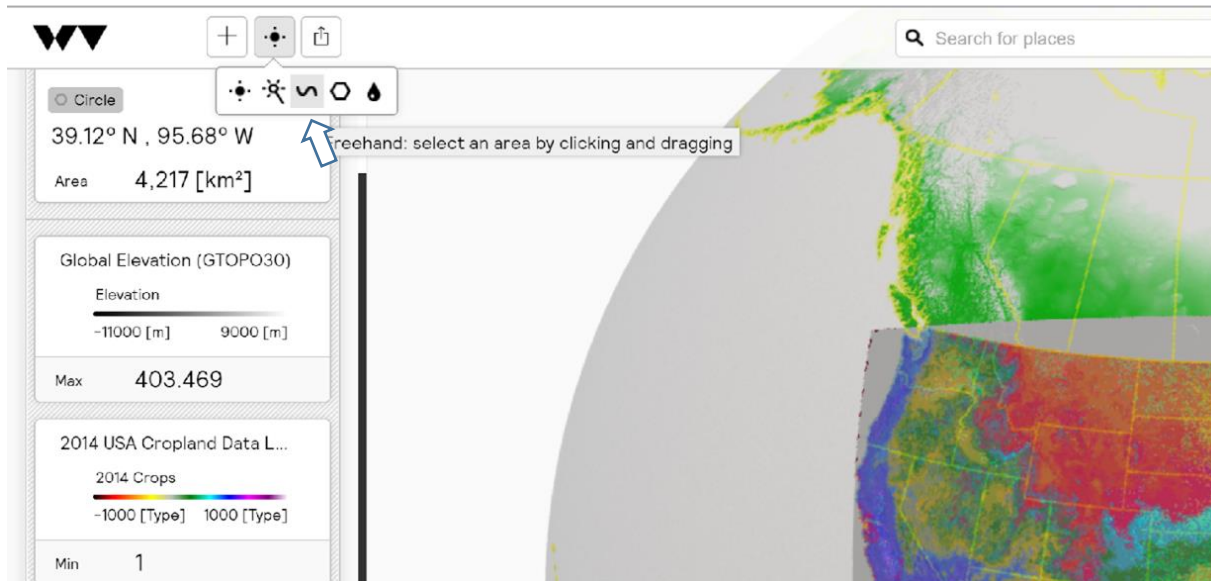 Search for places
Circle
39.12° N , 95.68° W
reehand: select an area by clicking and dragging
Area 4,217 [km²]
Global Elevation (GTOPO30)
Elevation
-11000 [m] 9000 [m]
Max 403.469
2014 USA Cropland Data L...
2014 Crops
-1000 [Type] 1000 [Type]
Min 1